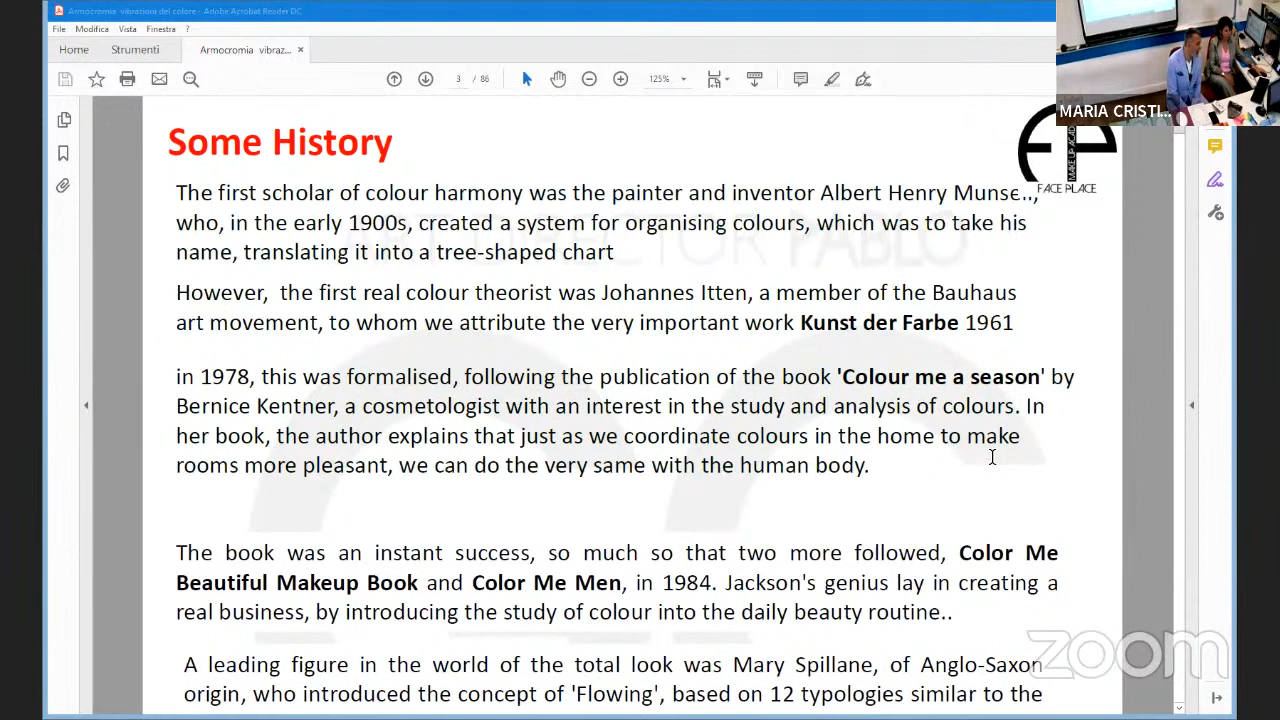 Armocromia vibrazioni del colore - Adobe Acrobat Reader DC
File Modifica Vista Finestra ?
Home Strumenti Armocromia vibraz... ×
3 / 86 125%
MARIA CRISTI...
Some History
FACE PLACE
MAKE UP ACAD
The first scholar of colour harmony was the painter and inventor Albert Henry Munsell,
who, in the early 1900s, created a system for organising colours, which was to take his
name, translating it into a tree-shaped chart
However, the first real colour theorist was Johannes Itten, a member of the Bauhaus
art movement, to whom we attribute the very important work Kunst der Farbe 1961
in 1978, this was formalised, following the publication of the book 'Colour me a season' by
Bernice Kentner, a cosmetologist with an interest in the study and analysis of colours. In
her book, the author explains that just as we coordinate colours in the home to make
rooms more pleasant, we can do the very same with the human body.
The book was an instant success, so much so that two more followed, Color Me
Beautiful Makeup Book and Color Me Men, in 1984. Jackson's genius lay in creating a
real business, by introducing the study of colour into the daily beauty routine..
A leading figure in the world of the total look was Mary Spillane, of Anglo-Saxon
origin, who introduced the concept of 'Flowing', based on 12 typologies similar to the
ART DIRECTOR PABLO
zoom